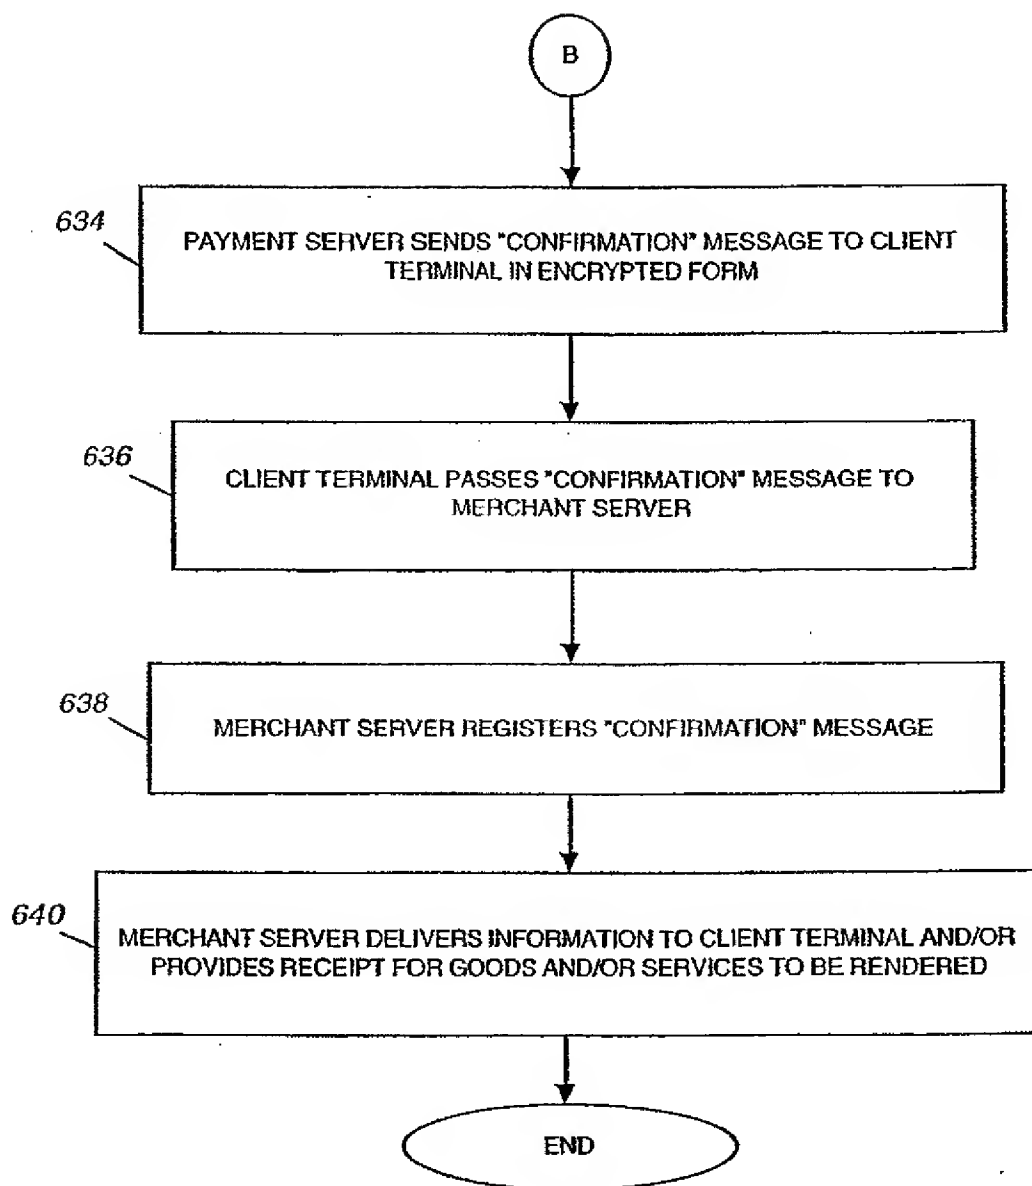 B
634
PAYMENT SERVER SENDS "CONFIRMATION" MESSAGE TO CLIENT
TERMINAL IN ENCRYPTED FORM
636
CLIENT TERMINAL PASSES "CONFIRMATION" MESSAGE TO
MERCHANT SERVER
638
MERCHANT SERVER REGISTERS "CONFIRMATION" MESSAGE
640
MERCHANT SERVER DELIVERS INFORMATION TO CLIENT TERMINAL AND/OR
PROVIDES RECEIPT FOR GOODS AND/OR SERVICES TO BE RENDERED
END